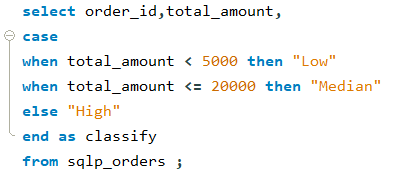 select order_id,total_amount,
case
when total_amount < 5000 then "Low"
when total_amount <= 20000 then "Median"
else "High"
end as classify
from sqlp_orders ;